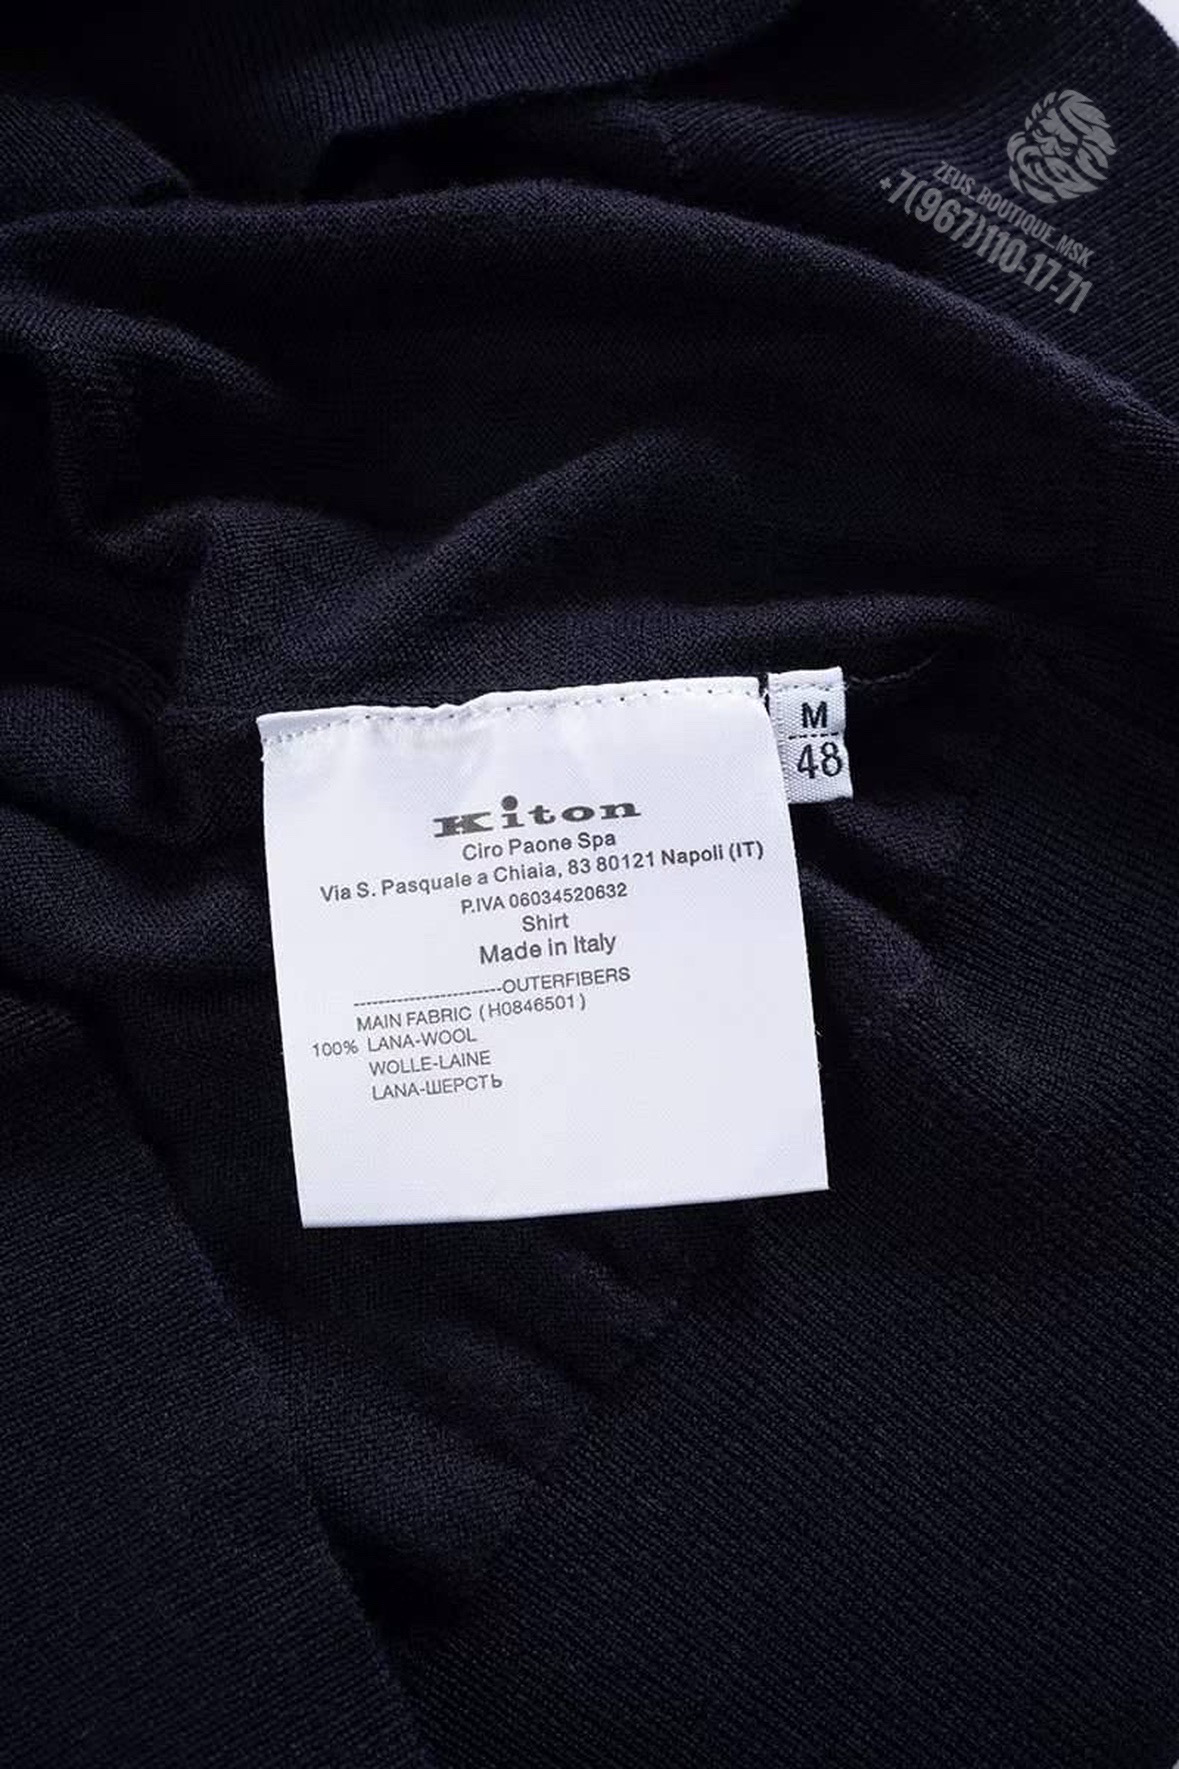 ZEUS_BOUTIQUE_MSK
+7(967)110-17-71
M
48
Kiton
Ciro Paone Spa
Via S. Pasquale a Chiaia, 83 80121 Napoli (IT)
P.IVA 06034520632
Shirt
Made in Italy
-------------------------OUTERFIBERS
MAIN FABRIC (H0846501)
100% LANA-WOOL
WOLLE-LAINE
LANA-ШЕРСТЬ